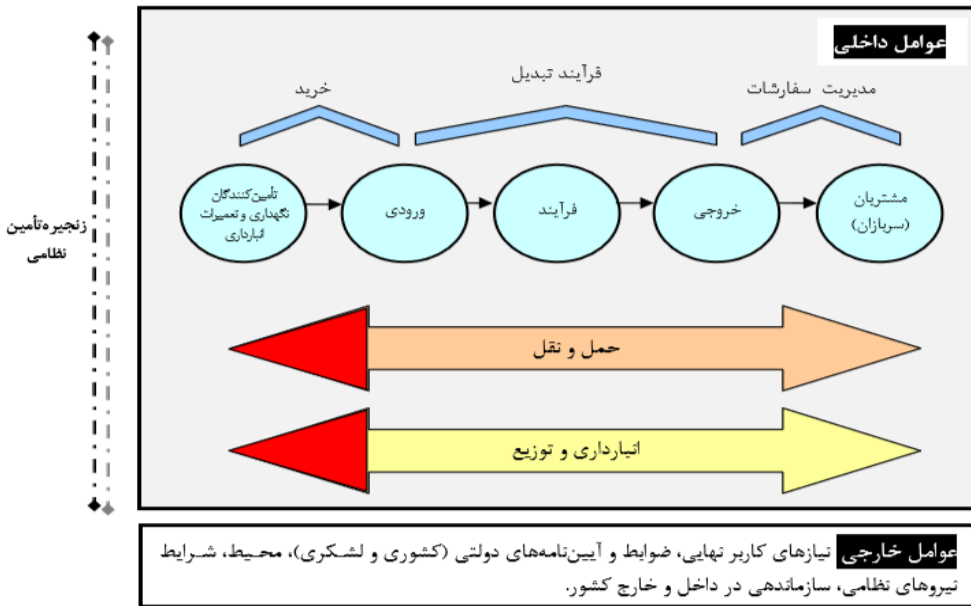 عوامل داخلی
مدیریت سفارشات
فرآیند تبدیل
خرید
تأمین‌کنندگان
نگهداری و تعمیرات
انبارداری
ورودی
فرآیند
خروجی
مشتریان
(سربازان)
حمل و نقل
انبارداری و توزیع
زنجیره‌تأمین
نظامی
عوامل خارجی نیازهای کاربر نهایی، ضوابط و آیین‌نامه‌های دولتی (کشوری و لشکری)، محیط، شرایط
نیروهای نظامی، سازماندهی در داخل و خارج کشور.